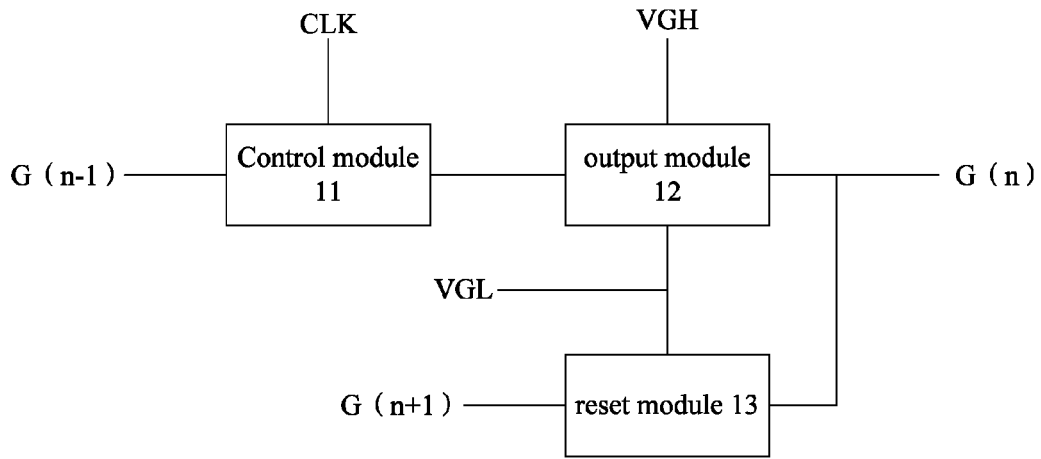 CLK
VGH
G（n-1）
Control module
11
output module
12
G（n）
VGL
G（n+1）
reset module 13